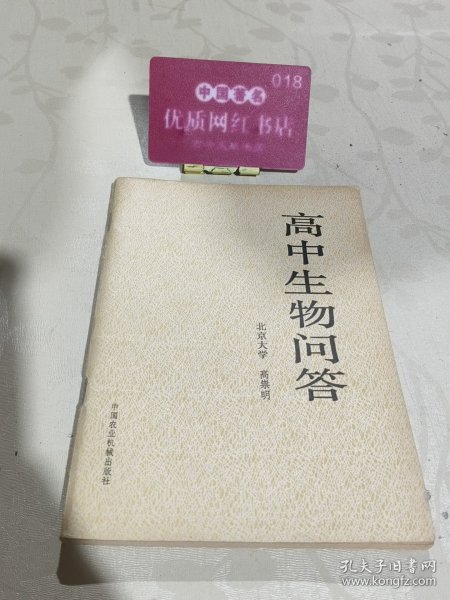 018
中国著名
优质网红书店
高中生物问答
北京大学 高崇明
中国农业机械出版社
孔夫子旧书网
www.kongfz.com